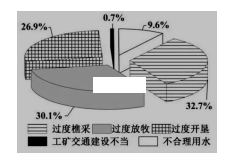 0.7%
26.9%
9.6%
30.1%
32.7%
过度樵采 过度放牧 过度开垦
工矿交通建设不当 不合理用水